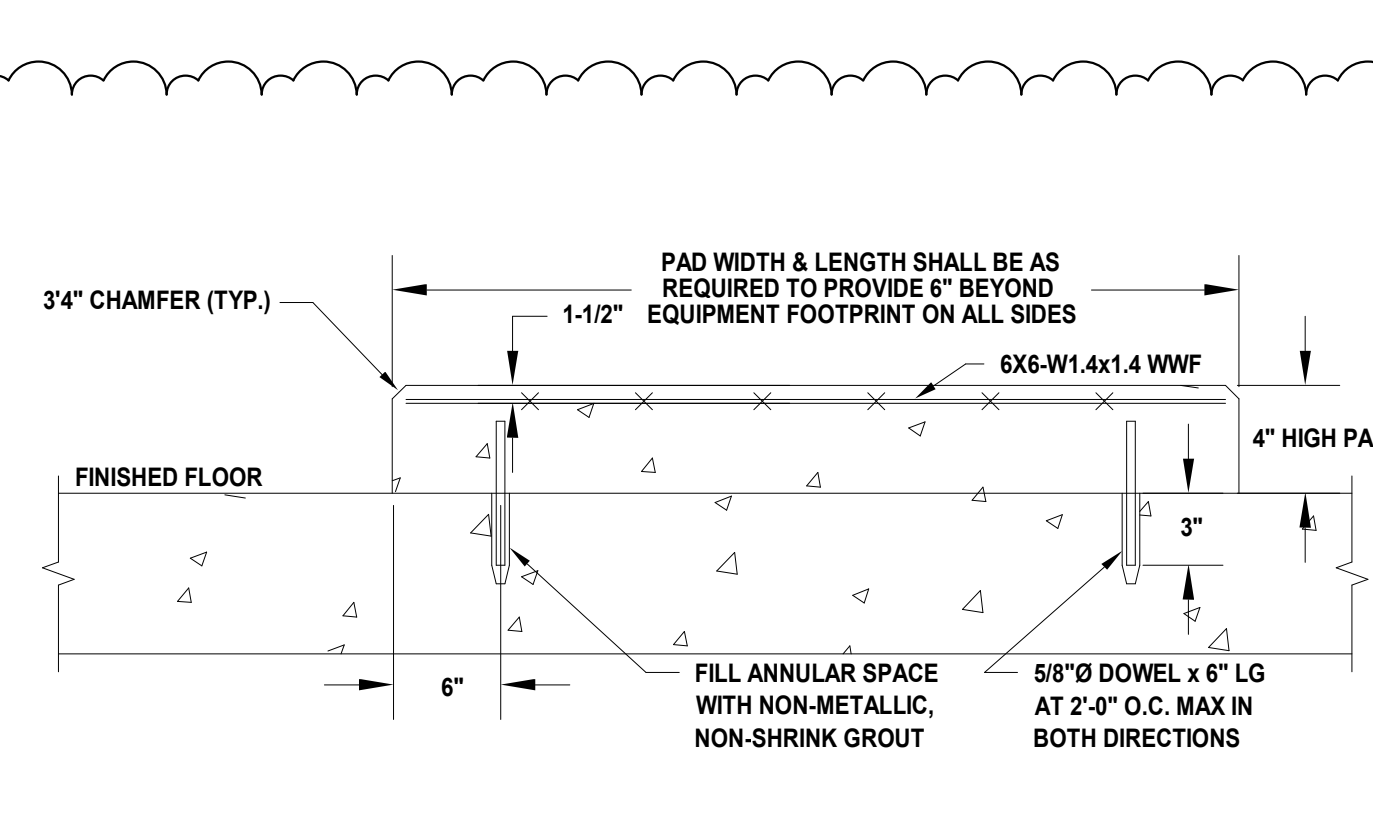 PAD WIDTH & LENGTH SHALL BE AS
REQUIRED TO PROVIDE 6" BEYOND
EQUIPMENT FOOTPRINT ON ALL SIDES
3'4" CHAMFER (TYP.)
1-1/2"
6X6-W1.4x1.4 WWF
4" HIGH PA
FINISHED FLOOR
3"
6"
FILL ANNULAR SPACE
WITH NON-METALLIC,
NON-SHRINK GROUT
5/8"Ø DOWEL x 6" LG
AT 2'-0" O.C. MAX IN
BOTH DIRECTIONS